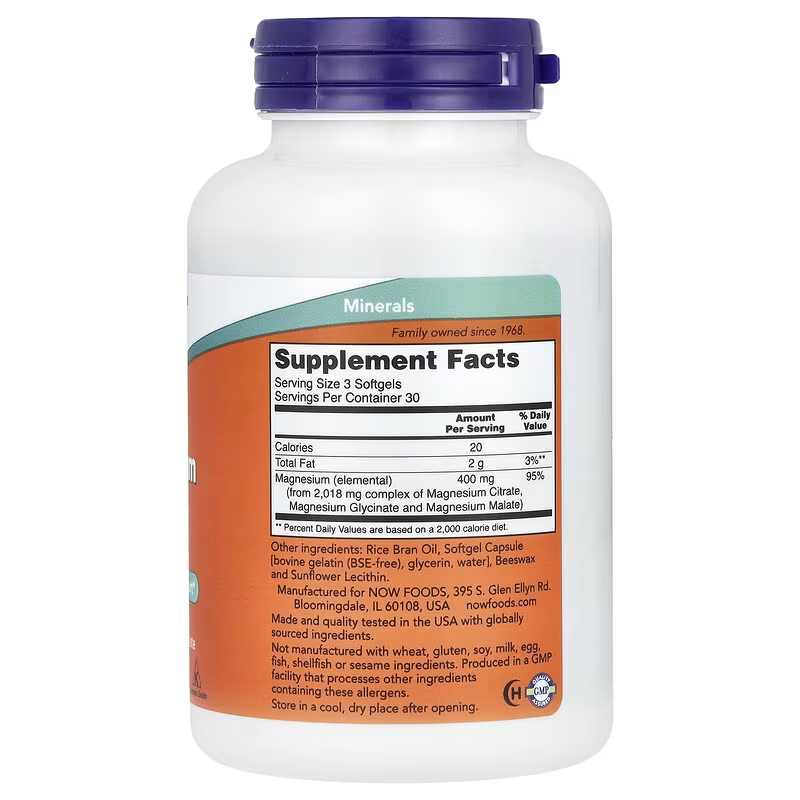 Minerals
Family owned since 1968.
Supplement Facts
Serving Size 3 Softgels
Servings Per Container 30
Amount Per Serving % Daily Value
Calories 20
Total Fat 2 g 3%**
Magnesium (elemental) 400 mg 95%
(from 2,018 mg complex of Magnesium Citrate,
Magnesium Glycinate and Magnesium Malate)
** Percent Daily Values are based on a 2,000 calorie diet.
Other ingredients: Rice Bran Oil, Softgel Capsule
[bovine gelatin (BSE-free), glycerin, water], Beeswax
and Sunflower Lecithin.
Manufactured for NOW FOODS, 395 S. Glen Ellyn Rd.
Bloomingdale, IL 60108, USA nowfoods.com
Made and quality tested in the USA with globally
sourced ingredients.
Not manufactured with wheat, gluten, soy, milk, egg,
fish, shellfish or sesame ingredients. Produced in a GMP
facility that processes other ingredients
containing these allergens.
Store in a cool, dry place after opening.
H
QUALITY
GMP
ASSURED